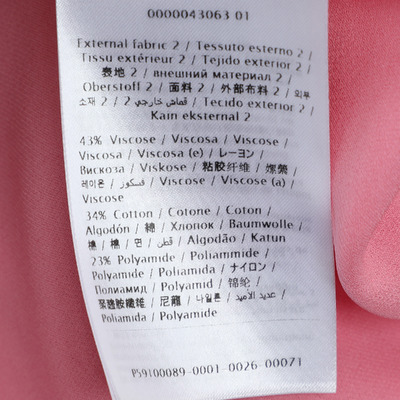 0000043063 01
External fabric 2 / Tessuto esterno 2 /
Tissu extérieur 2 / Tejido exterior 2 /
表地 2 / внешний материал 2 /
Oberstoff 2 / 面料 2 / 外部布料 2 / 외부
소재 2 / 2 قماش خارجي / Tecido exterior 2 /
Kain eksternal 2
43% Viscose / Viscosa / Viscose /
Viscosa / Viscosa (e) / レーヨン /
Вискоза / Viskose / 粘胶纤维 / 嫘縈
레이온 / فسكوز / Viscose / Viscose (a) /
Viscose
34% Cotton / Cotone / Coton /
Algodón / 綿 / Хлопок / Baumwolle /
棉 / 棉 / 면 / قطن / Algodão / Katun
23% Polyamide / Poliammide /
Polyamide / Poliamida / ナイロン /
Полиамид / Polyamid / 锦纶 /
聚醯胺纖維 / 尼龍 / 나일론 / عديد الأميد /
Poliamida / Polyamide
P59100089-0001-0026-00071